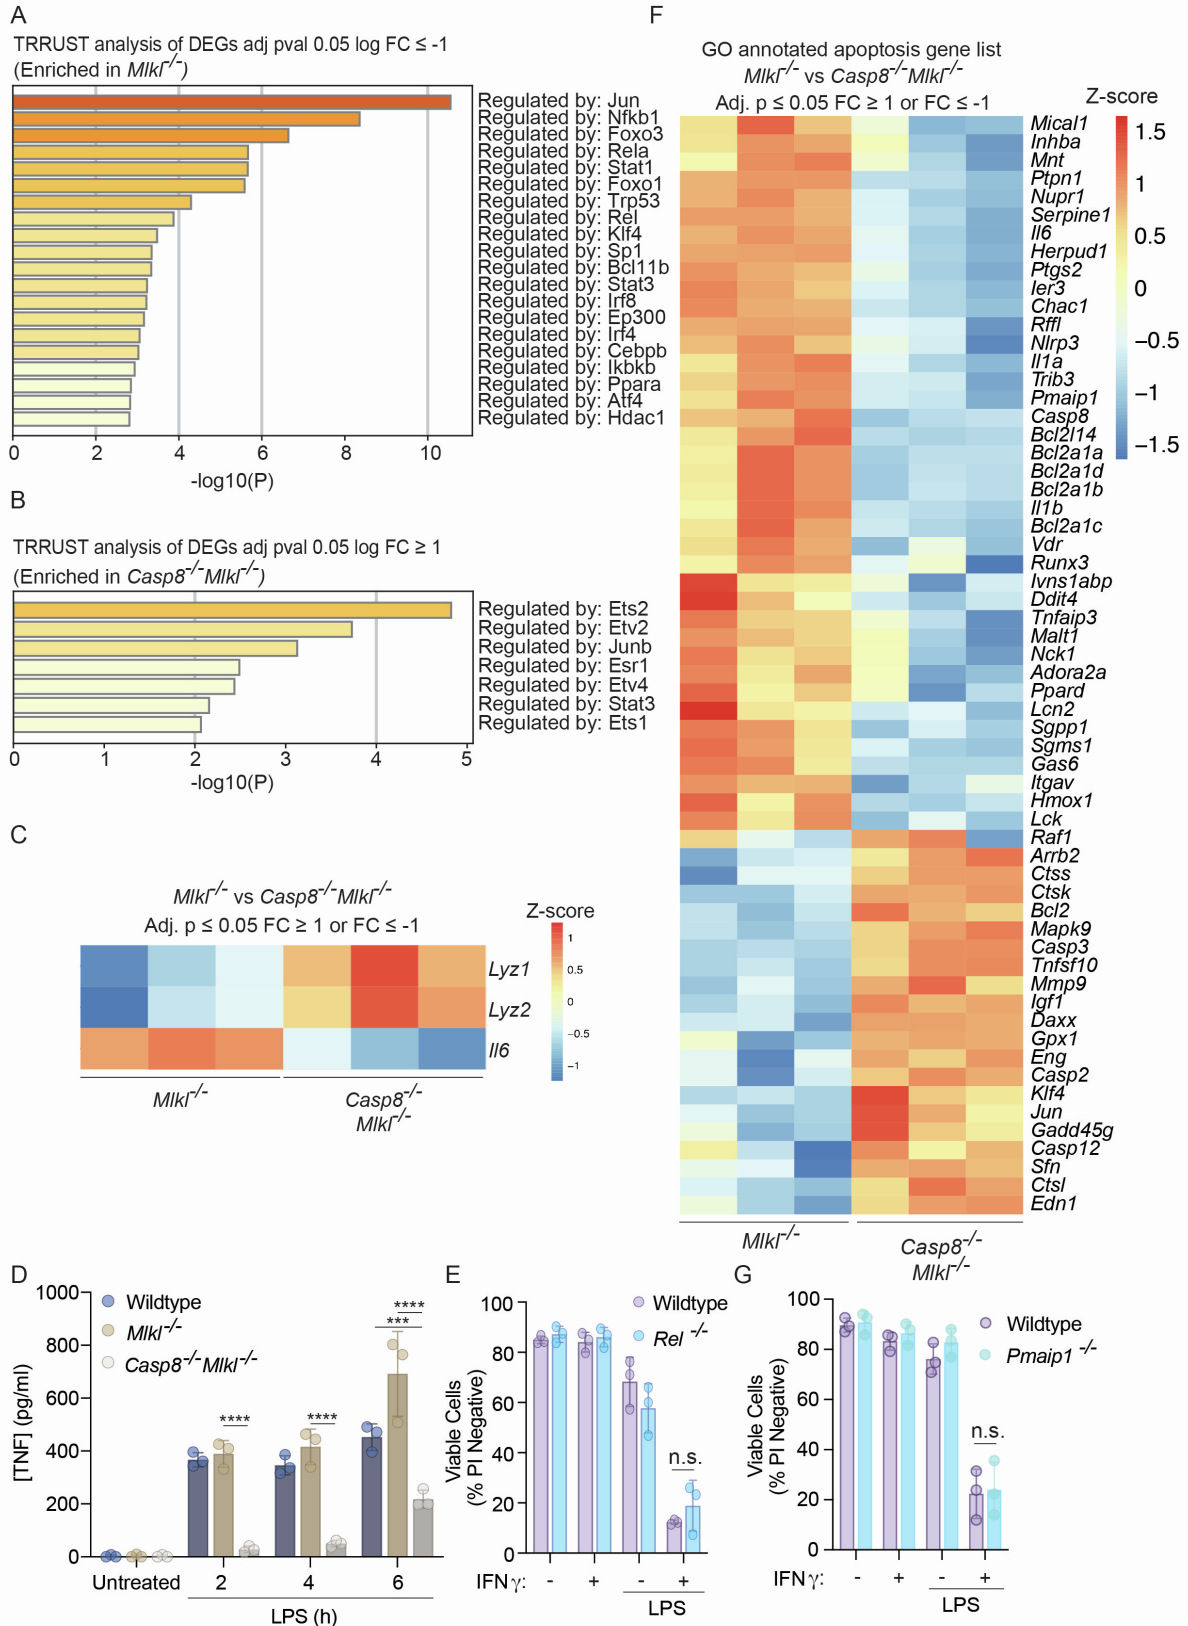 A
TRRUST analysis of DEGs adj pval 0.05 log FC ≤ -1
(Enriched in Mlkl-/-)
Regulated by: Jun
Regulated by: Nfkb1
Regulated by: Foxo3
Regulated by: Rela
Regulated by: Stat1
Regulated by: Foxo1
Regulated by: Trp53
Regulated by: Rel
Regulated by: Klf4
Regulated by: Sp1
Regulated by: Bcl11b
Regulated by: Stat3
Regulated by: Irf8
Regulated by: Ep300
Regulated by: Irf4
Regulated by: Cebpb
Regulated by: Ikbkb
Regulated by: Ppara
Regulated by: Atf4
Regulated by: Hdac1
0 2 4 6 8 10
-log10(P)
B
TRRUST analysis of DEGs adj pval 0.05 log FC ≥ 1
(Enriched in Casp8-/-Mlkl-/-)
Regulated by: Ets2
Regulated by: Etv2
Regulated by: Junb
Regulated by: Esr1
Regulated by: Etv4
Regulated by: Stat3
Regulated by: Ets1
0 1 2 3 4 5
-log10(P)
C
Mlkl-/- vs Casp8-/-Mlkl-/-
Adj. p ≤ 0.05 FC ≥ 1 or FC ≤ -1
Z-score
1
0.5
0
−0.5
−1
Lyz1
Lyz2
Il6
Mlkl-/-
Casp8-/-
Mlkl-/-
F
GO annotated apoptosis gene list
Mlkl-/- vs Casp8-/-Mlkl-/-
Adj. p ≤ 0.05 FC ≥ 1 or FC ≤ -1
Z-score
1.5
1
0.5
0
−0.5
−1
−1.5
Mical1
Inhba
Mnt
Ptpn1
Nupr1
Serpine1
Il6
Herpud1
Ptgs2
Ier3
Chac1
Rffl
Nlrp3
Il1a
Trib3
Pmaip1
Casp8
Bcl2l14
Bcl2a1a
Bcl2a1d
Bcl2a1b
Il1b
Bcl2a1c
Vdr
Runx3
Ivns1abp
Ddit4
Tnfaip3
Malt1
Nck1
Adora2a
Ppard
Lcn2
Sgpp1
Sgms1
Gas6
Itgav
Hmox1
Lck
Raf1
Arrb2
Ctss
Ctsk
Bcl2
Mapk9
Casp3
Tnfsf10
Mmp9
Igf1
Daxx
Gpx1
Eng
Casp2
Klf4
Jun
Gadd45g
Casp12
Sfn
Ctsl
Edn1
Mlkl-/-
Casp8-/-
Mlkl-/-
D
[TNF] (pg/ml)
1000
800
600
400
200
0
Wildtype
Mlkl-/-
Casp8-/-Mlkl-/-
****
****
****
***
Untreated 2 4 6
LPS (h)
E
Viable Cells
(% PI Negative)
100
80
60
40
20
0
Wildtype
Rel -/-
n.s.
IFNγ: - + - +
LPS
G
Viable Cells
(% PI Negative)
100
80
60
40
20
0
Wildtype
Pmaip1 -/-
n.s.
IFNγ: - + - +
LPS